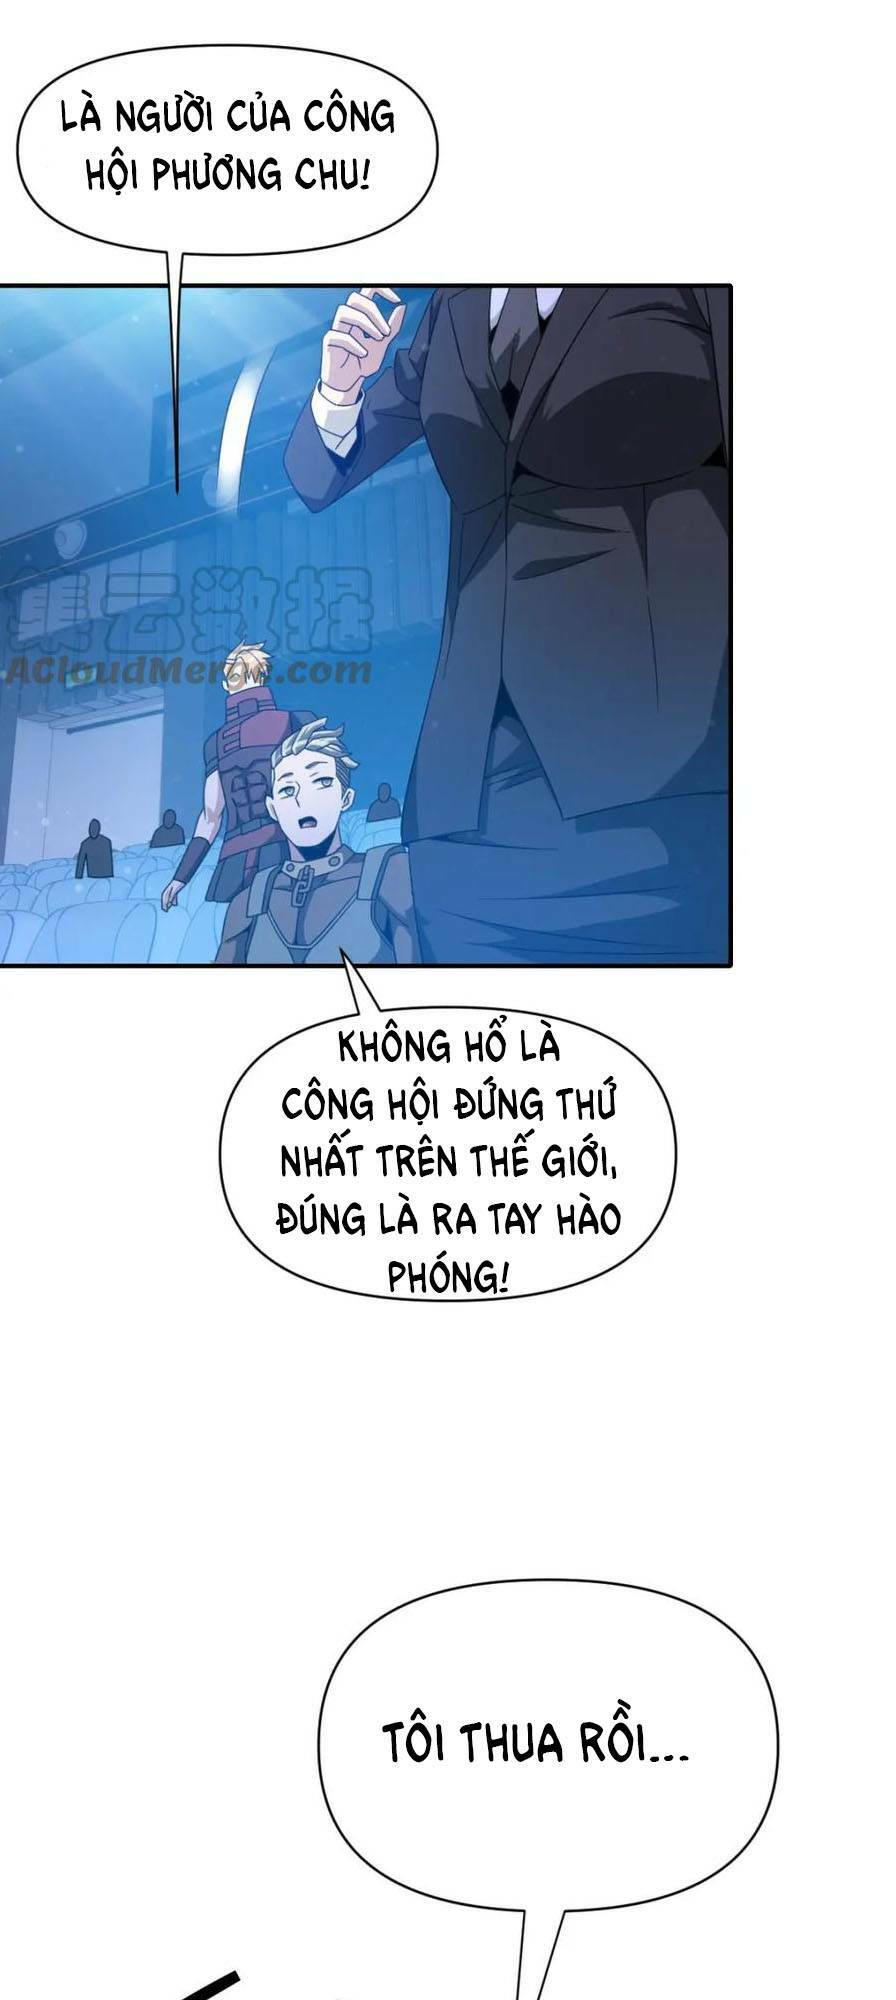 LÀ NGƯỜI CỦA CÔNG
HỘI PHƯƠNG CHU!
集云数据
ACloudMerge.com
KHÔNG HỔ LÀ
CÔNG HỘI ĐỨNG THỨ
NHẤT TRÊN THẾ GIỚI,
ĐÚNG LÀ RA TAY HÀO
PHÓNG!
TÔI THUA RỒI...